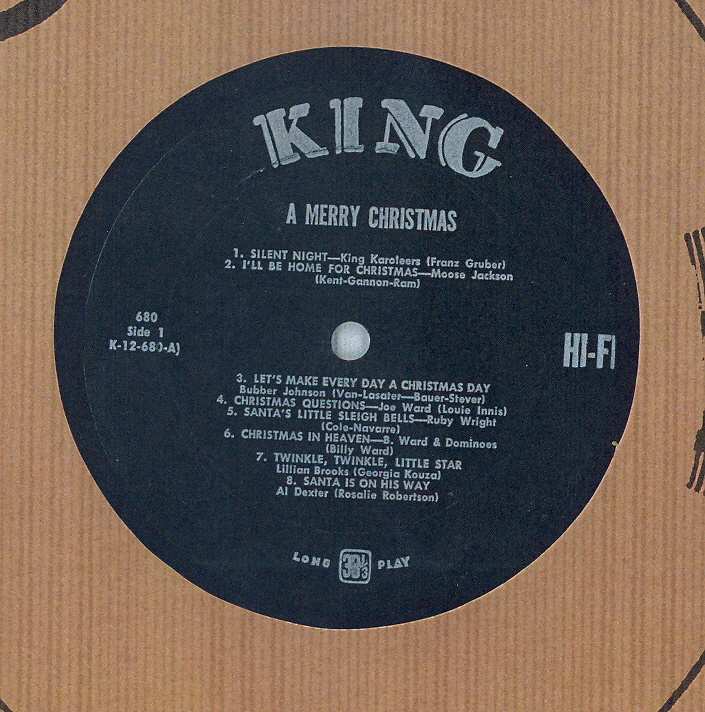 KING
A MERRY CHRISTMAS
1. SILENT NIGHT—King Karoleers (Franz Gruber)
2. I'LL BE HOME FOR CHRISTMAS—Moose Jackson
(Kent-Gannon-Ram)
680
Side 1
K-12-680-A)
HI-FI
3. LET'S MAKE EVERY DAY A CHRISTMAS DAY
Bubber Johnson (Van-Lasater—Bauer-Stever)
4. CHRISTMAS QUESTIONS—Joe Ward (Louie Innis)
5. SANTA'S LITTLE SLEIGH BELLS—Ruby Wright
(Cole-Navarre)
6. CHRISTMAS IN HEAVEN—B. Ward & Dominoes
(Billy Ward)
7. TWINKLE, TWINKLE, LITTLE STAR
Lillian Brooks (Georgia Kouza)
8. SANTA IS ON HIS WAY
Al Dexter (Rosalie Robertson)
LONG 33 1/3 PLAY